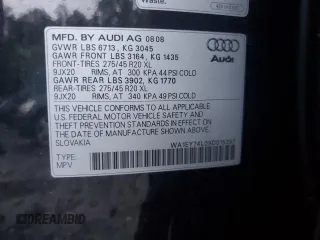 MFD. BY AUDI AG 08 08
GVWR LBS 6713 , KG 3045
GAWR FRONT LBS 3164 , KG 1435
FRONT-TIRES 275/45 R20 XL
9JX20 RIMS, AT 300 KPA 44 PSI COLD
GAWR REAR LBS 3902, KG 1770
REAR-TIRES 275/45 R20 XL
9JX20 RIMS, AT 340 KPA 49 PSI COLD
THIS VEHICLE CONFORMS TO ALL APPLICABLE
U.S. FEDERAL MOTOR VEHICLE SAFETY STANDARDS
IN EFFECT ON
THE DATE OF MANUFACTURE SHOWN ABOVE.
SLOVAKIA
TYPE:
MPV
Audi
DREAMBID